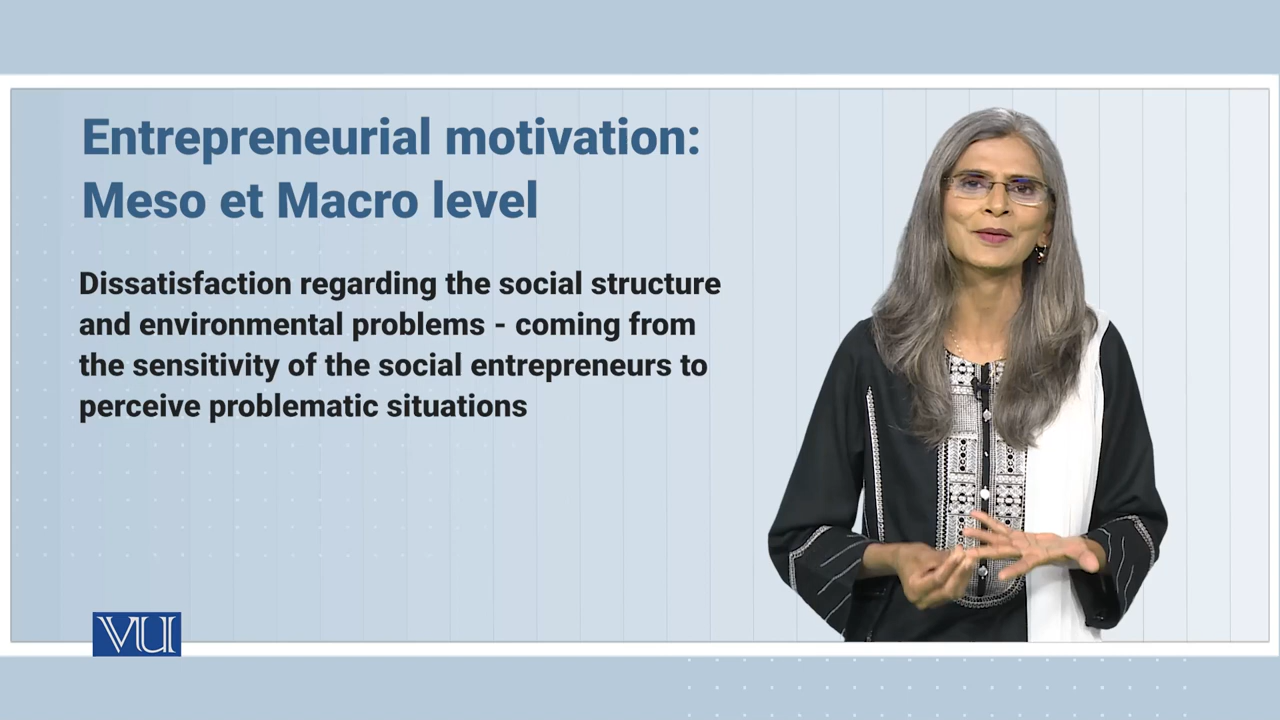 Entrepreneurial motivation:
Meso et Macro level
Dissatisfaction regarding the social structure
and environmental problems - coming from
the sensitivity of the social entrepreneurs to
perceive problematic situations
VU